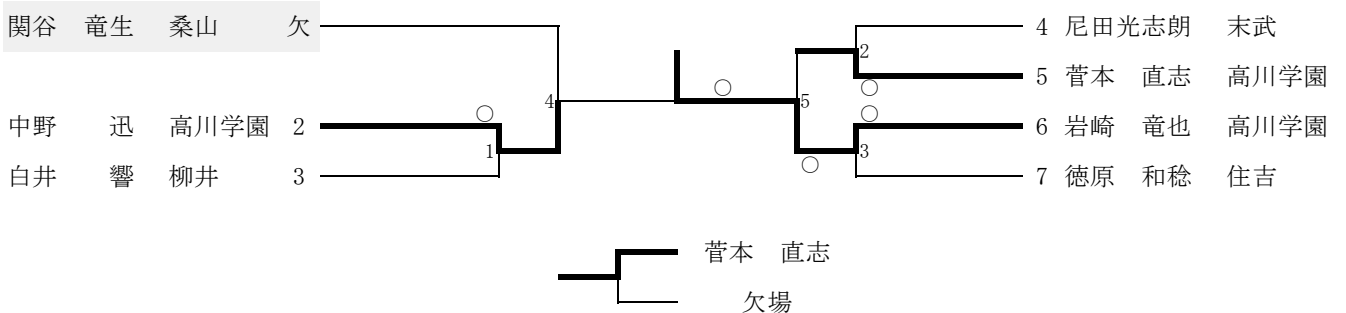 関谷 竜生 桑山 欠
4 尼田光志朗 末武
2
5 菅本 直志 高川学園
○ ○
4 5
○ ○
中野 迅 高川学園 2
6 岩崎 竜也 高川学園
1 3
○
白井 響 柳井 3
7 徳原 和稔 住吉
菅本 直志
欠場